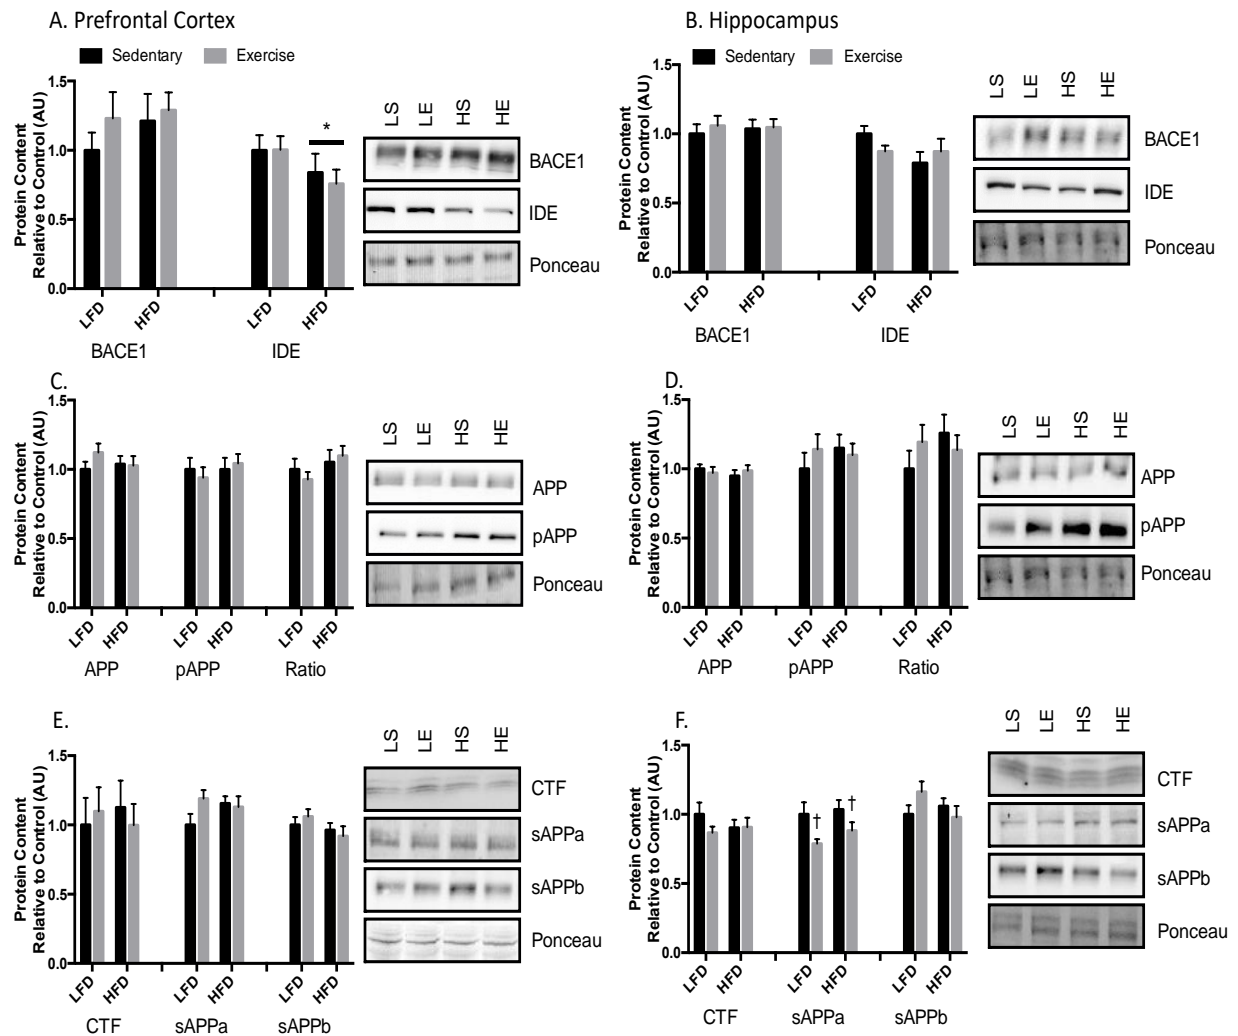 A. Prefrontal Cortex
Sedentary Exercise
Protein Content
Relative to Control (AU)
1.5
1.0
0.5
0.0
*
LFD HFD LFD HFD
BACE1 IDE
LS LE HS HE
BACE1
IDE
Ponceau
B. Hippocampus
Sedentary Exercise
Protein Content
Relative to Control (AU)
1.5
1.0
0.5
0.0
LFD HFD LFD HFD
BACE1 IDE
LS LE HS HE
BACE1
IDE
Ponceau
C.
Protein Content
Relative to Control (AU)
1.5
1.0
0.5
0.0
LFD HFD LFD HFD LFD HFD
APP pAPP Ratio
LS LE HS HE
APP
pAPP
Ponceau
D.
Protein Content
Relative to Control (AU)
1.5
1.0
0.5
0.0
LFD HFD LFD HFD LFD HFD
APP pAPP Ratio
LS LE HS HE
APP
pAPP
Ponceau
E.
Protein Content
Relative to Control (AU)
1.5
1.0
0.5
0.0
LFD HFD LFD HFD LFD HFD
CTF sAPPa sAPPb
LS LE HS HE
CTF
sAPPa
sAPPb
Ponceau
F.
Protein Content
Relative to Control (AU)
1.5
1.0
0.5
0.0
† †
LFD HFD LFD HFD LFD HFD
CTF sAPPa sAPPb
LS LE HS HE
CTF
sAPPa
sAPPb
Ponceau